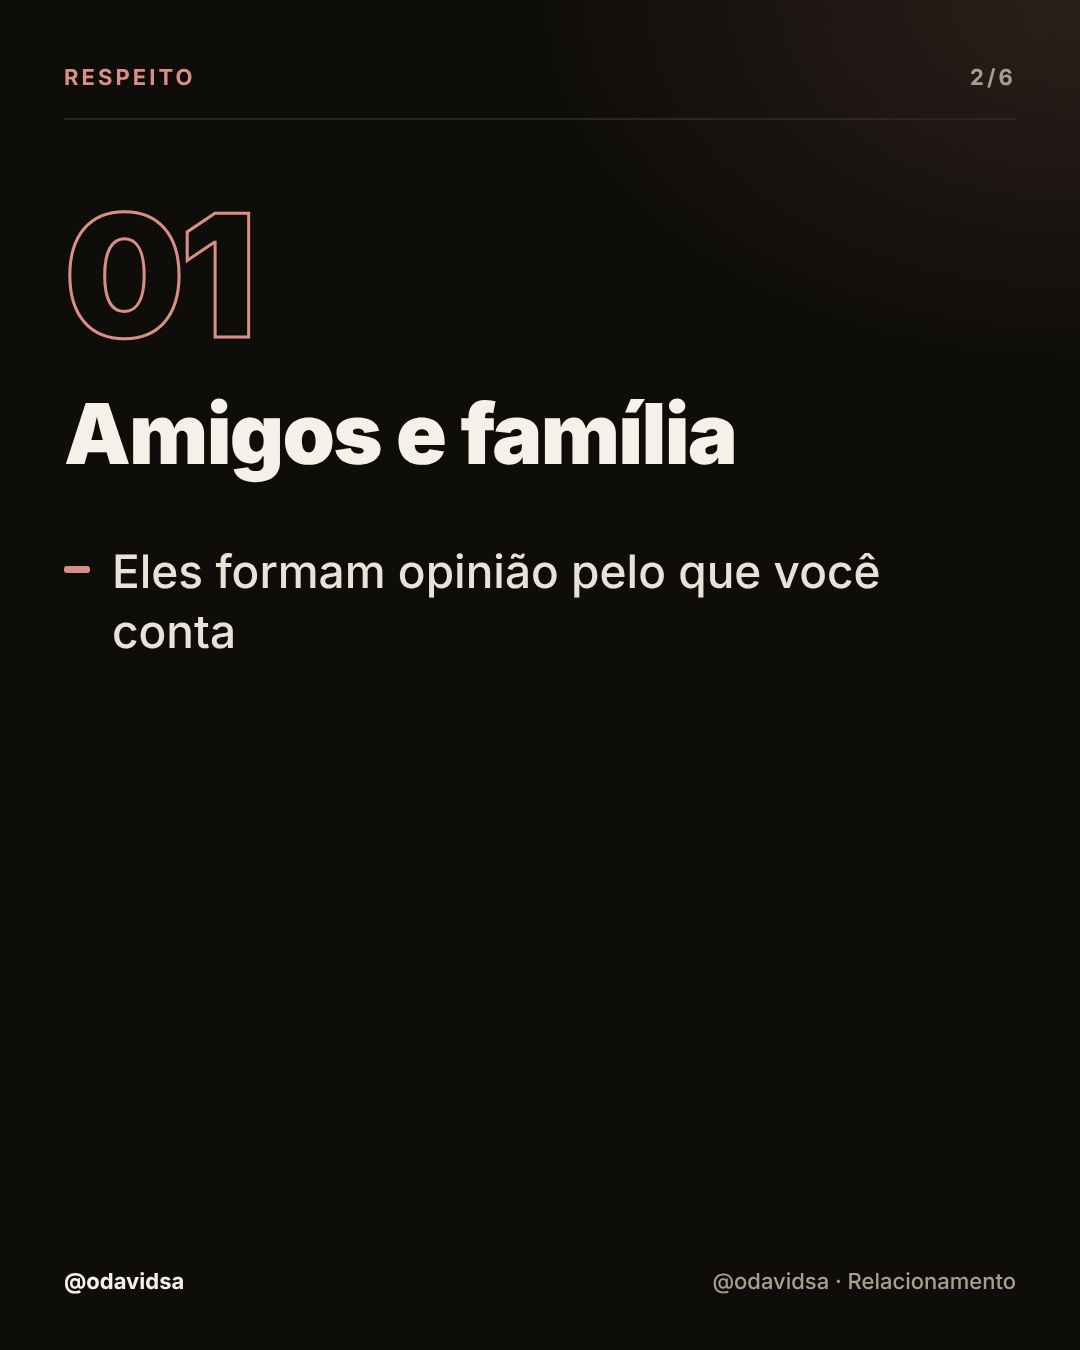 RESPEITO
2/6
01
Amigos e família
Eles formam opinião pelo que você
conta
@odavidsa
@odavidsa · Relacionamento